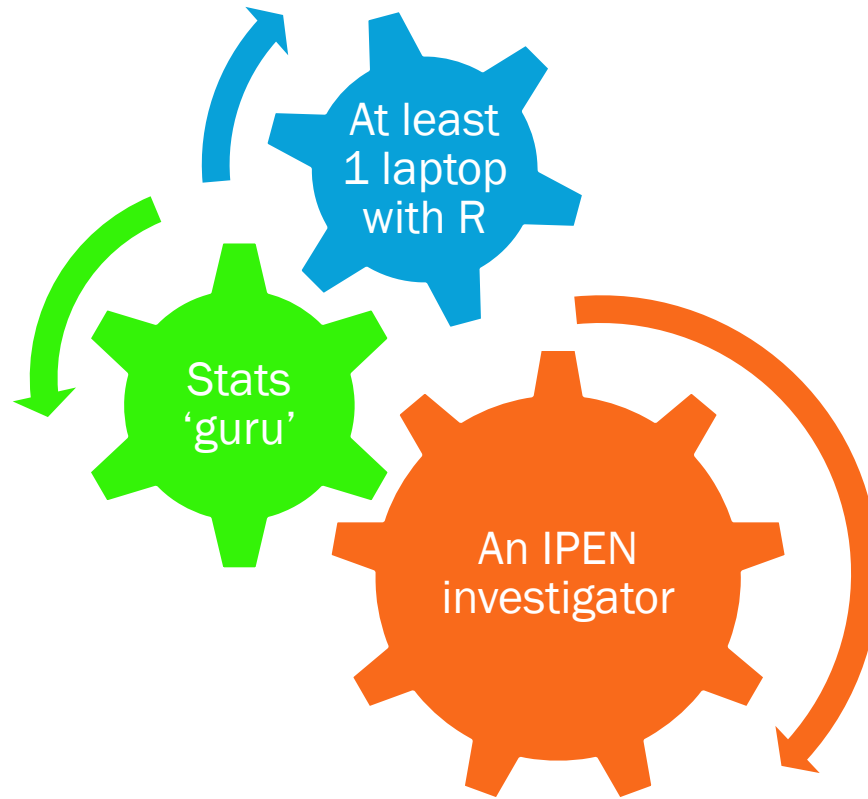 At least
1 laptop
with R
Stats
‘guru’
An IPEN
investigator